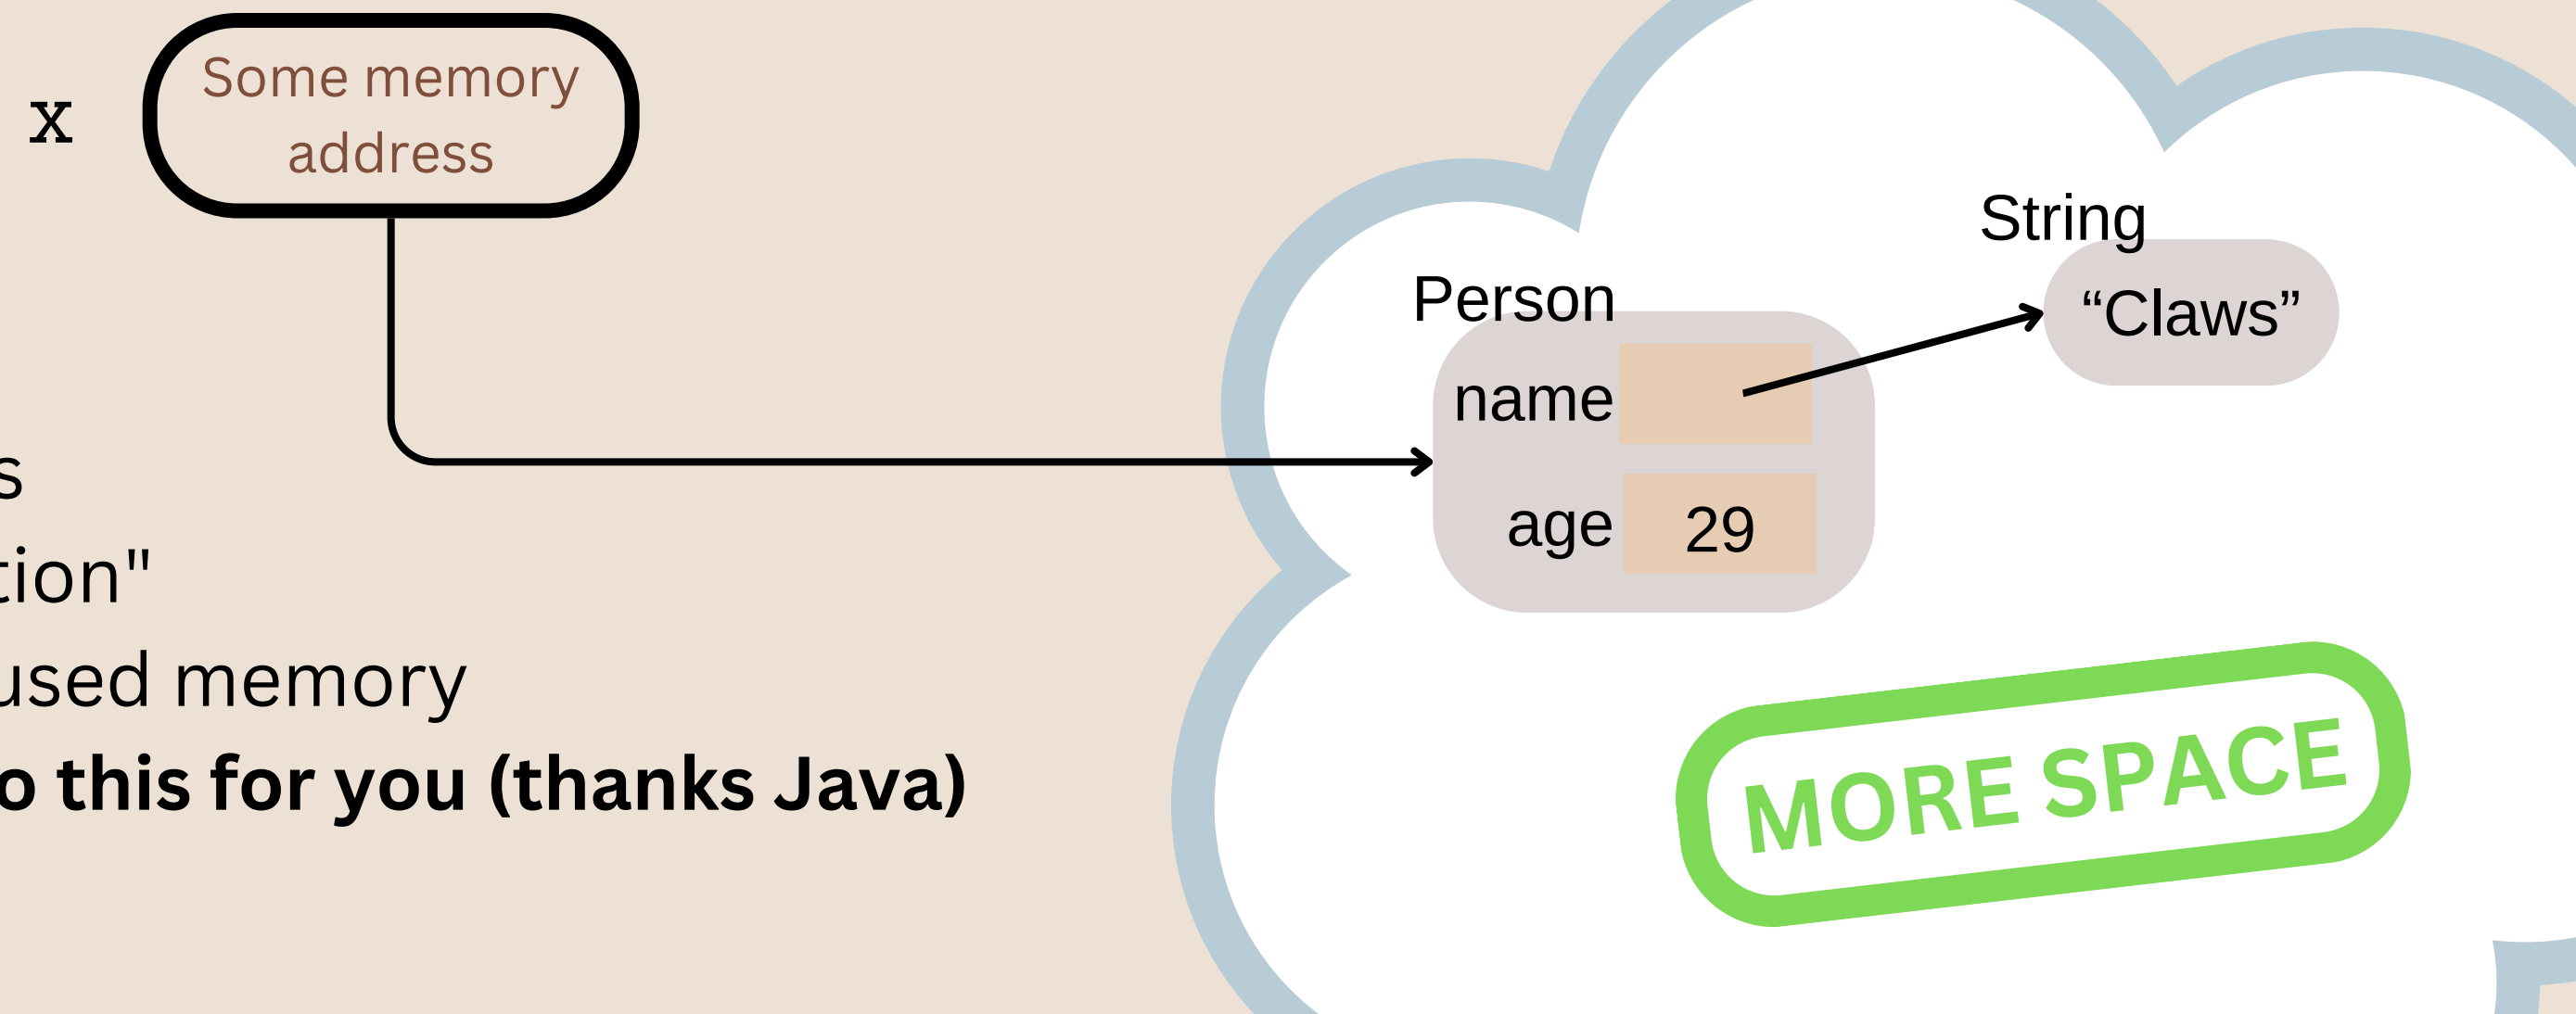 x
Some memory
address
String
"Claws"
Person
name
age 29
s
tion"
used memory
o this for you (thanks Java)
MORE SPACE